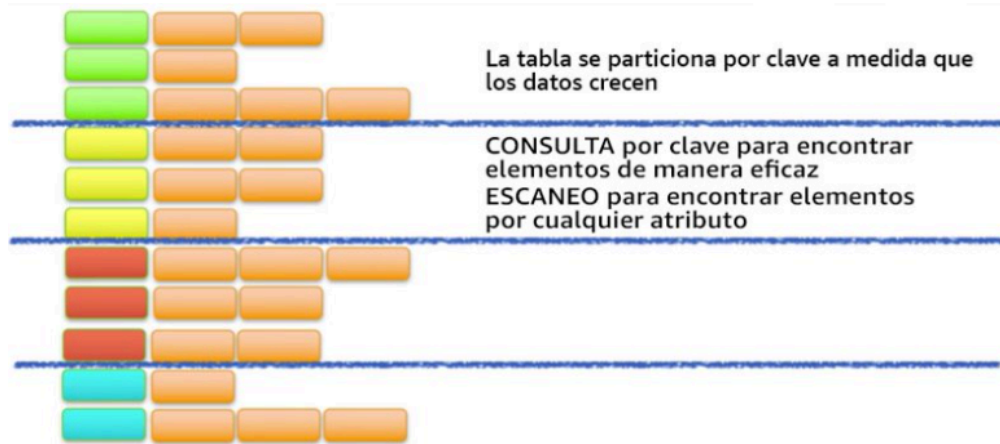 La tabla se particiona por clave a medida que
los datos crecen
CONSULTA por clave para encontrar
elementos de manera eficaz
ESCANEO para encontrar elementos
por cualquier atributo